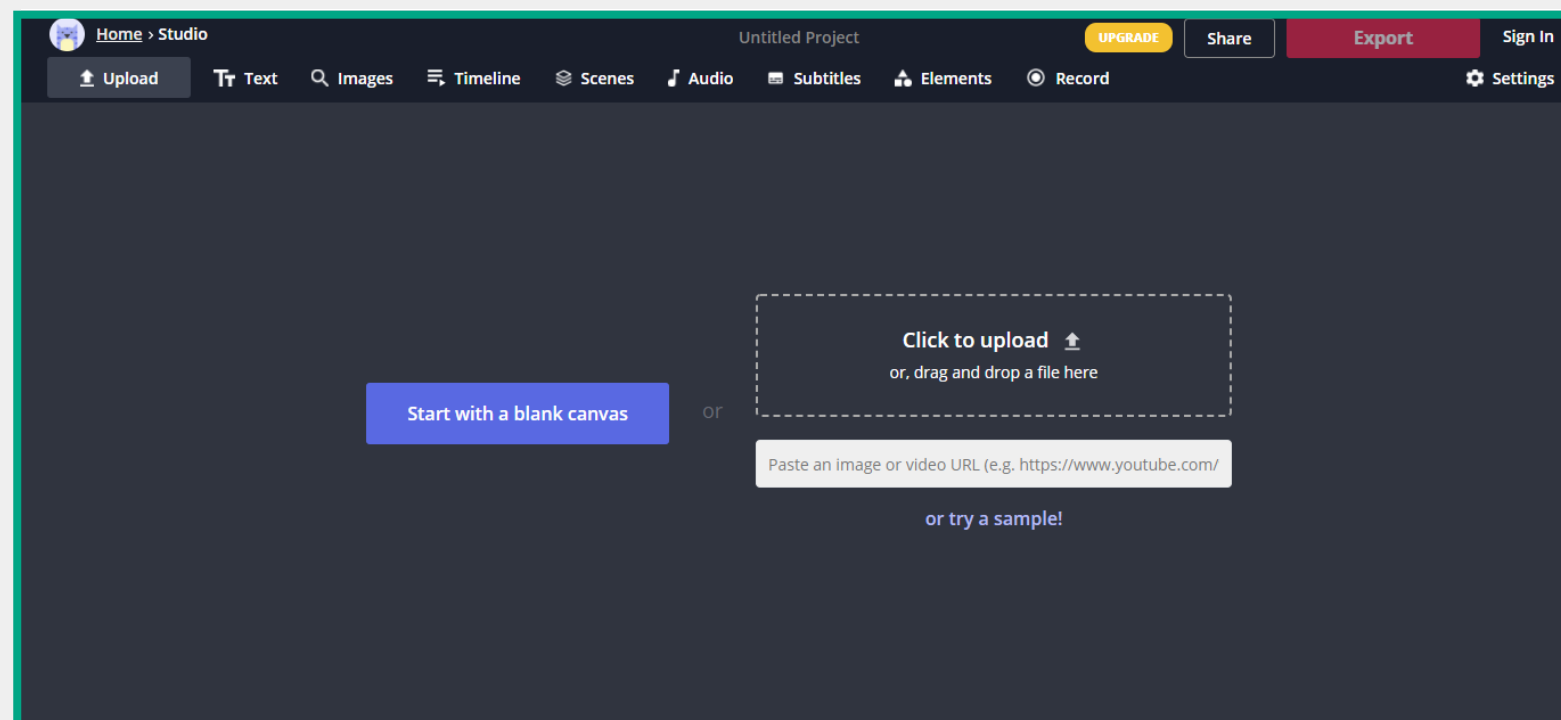 Home › Studio
Untitled Project
UPGRADE
Share
Export
Sign In
Upload
Text
Images
Timeline
Scenes
Audio
Subtitles
Elements
Record
Settings
Click to upload
or, drag and drop a file here
Start with a blank canvas
or
Paste an image or video URL (e.g. https://www.youtube.com/
or try a sample!